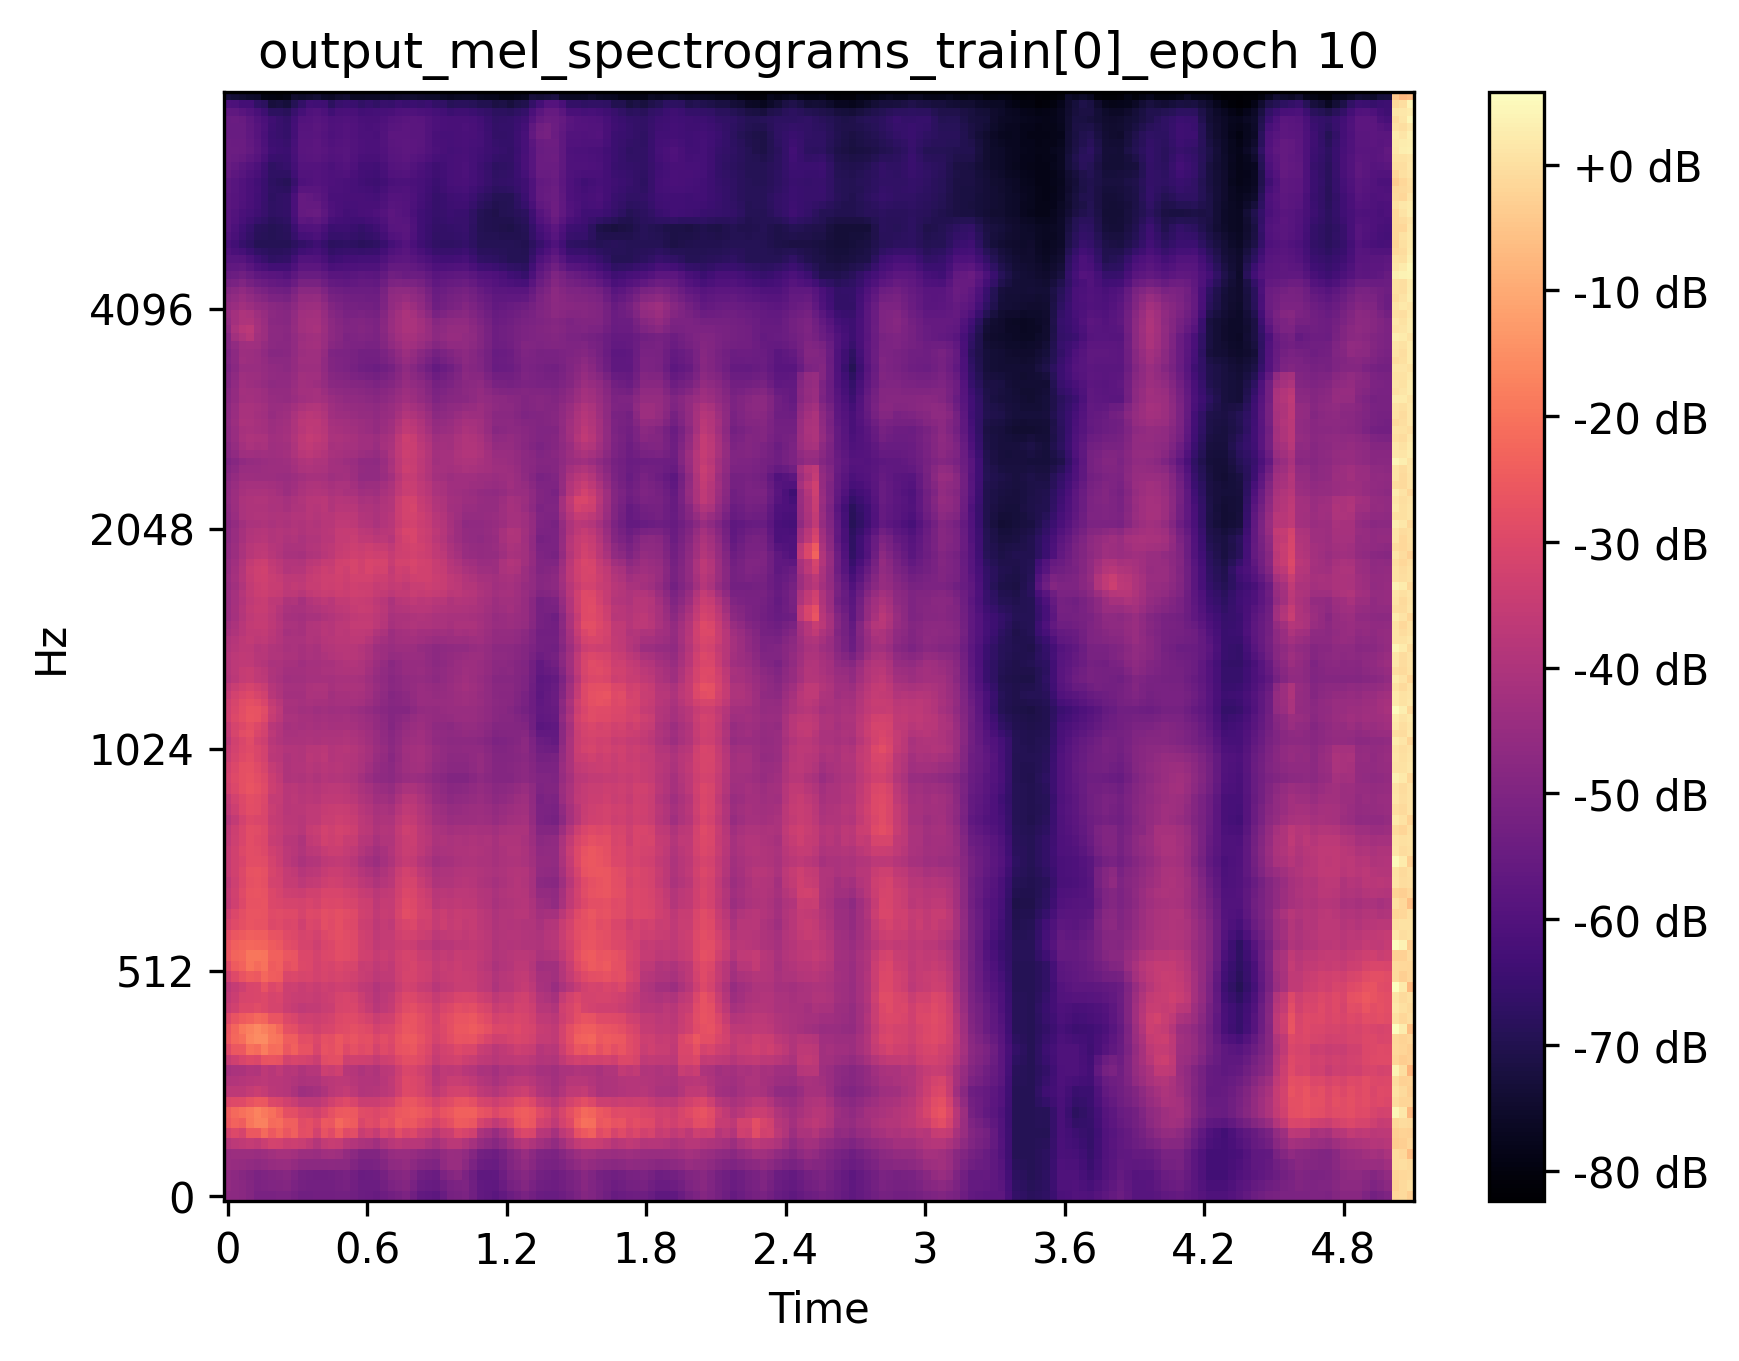 output_mel_spectrograms_train[0]_epoch 10
Hz
4096
2048
1024
512
0
0 0.6 1.2 1.8 2.4 3 3.6 4.2 4.8
Time
+0 dB
-10 dB
-20 dB
-30 dB
-40 dB
-50 dB
-60 dB
-70 dB
-80 dB